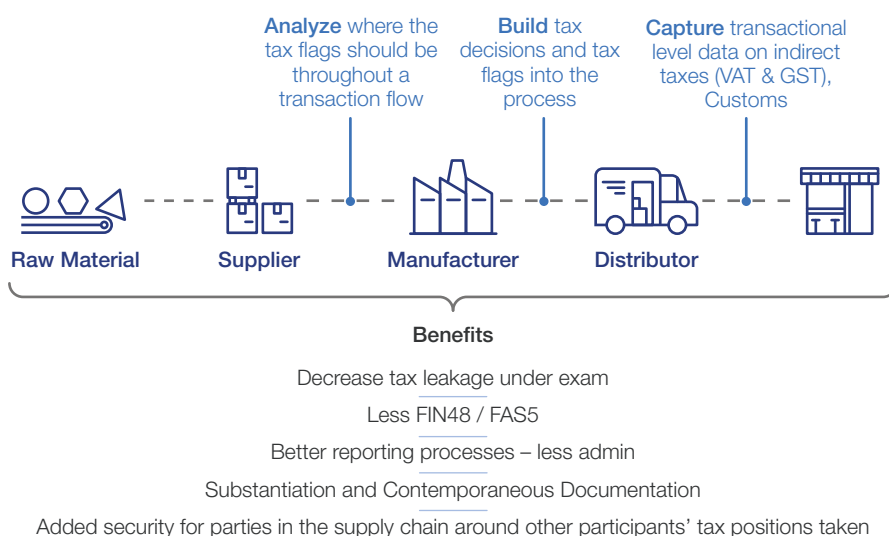 Analyze where the
tax flags should be
throughout a
transaction flow
Build tax
decisions and tax
flags into the
process
Capture transactional
level data on indirect
taxes (VAT & GST),
Customs
Raw Material
Supplier
Manufacturer
Distributor
Benefits
Decrease tax leakage under exam
Less FIN48 / FAS5
Better reporting processes – less admin
Substantiation and Contemporaneous Documentation
Added security for parties in the supply chain around other participants’ tax positions taken